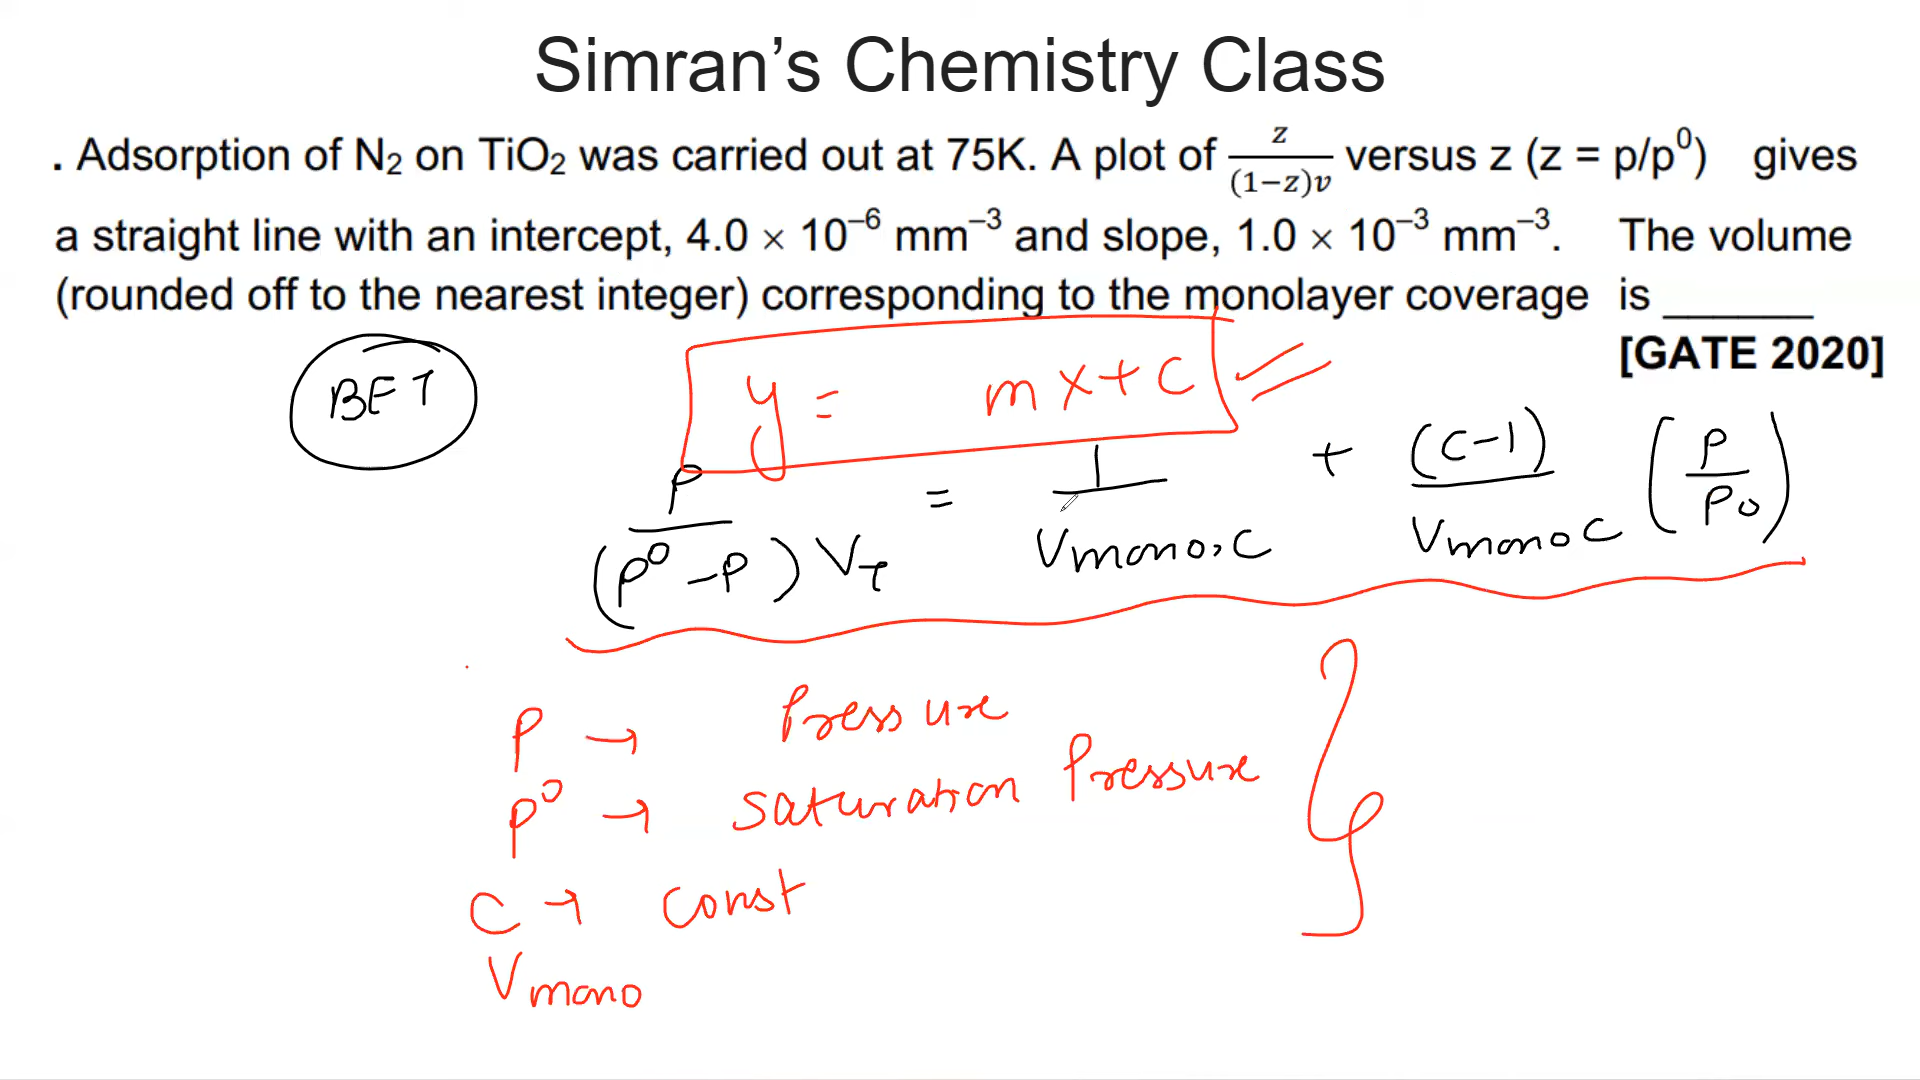 Simran’s Chemistry Class
. Adsorption of N₂ on TiO₂ was carried out at 75K. A plot of z/((1−z)v) versus z (z = p/p⁰) gives
a straight line with an intercept, 4.0 × 10⁻⁶ mm⁻³ and slope, 1.0 × 10⁻³ mm⁻³. The volume
(rounded off to the nearest integer) corresponding to the monolayer coverage is ______
[GATE 2020]
BET
y = mx+c
P/((P⁰ − P) V_T) = 1/(Vmono, C) + (C−1)/(Vmono C) (P/P₀)
P → Pressure
P⁰ → Saturation Pressure
C → Const
Vmono